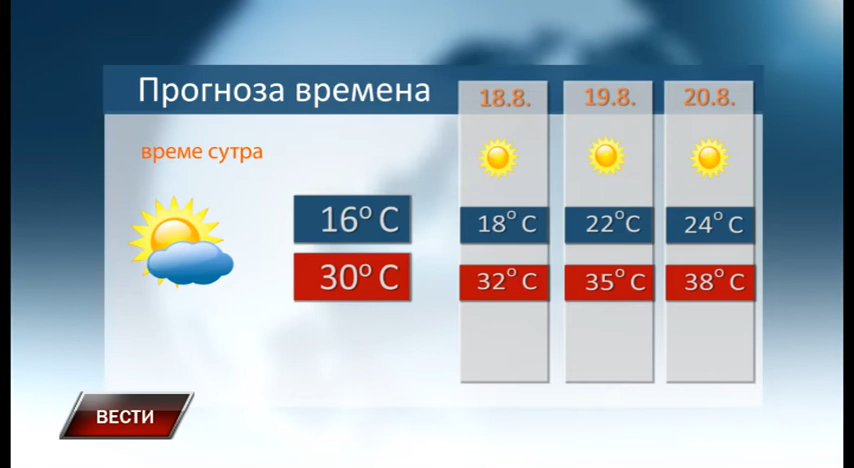 Прогноза времена
време сутра
16° C
30° C
18.8.
18° C
32° C
19.8.
22°C
35° C
20.8.
24° C
38° C
ВЕСТИ